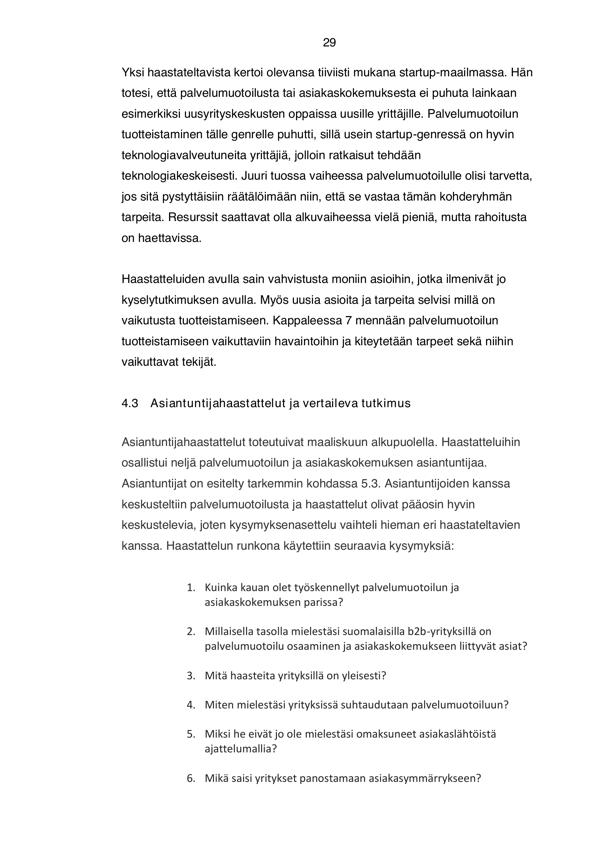 29
Yksi haastateltavista kertoi olevansa tiiviisti mukana startup-maailmassa. Hän
totesi, että palvelumuotoilusta tai asiakaskokemuksesta ei puhuta lainkaan
esimerkiksi uusyrityskeskusten oppaissa uusille yrittäjille. Palvelumuotoilun
tuotteistaminen tälle genrelle puhutti, sillä usein startup-genressä on hyvin
teknologiavalveutuneita yrittäjiä, jolloin ratkaisut tehdään
teknologiakeskeisesti. Juuri tuossa vaiheessa palvelumuotoilulle olisi tarvetta,
jos sitä pystyttäisiin räätälöimään niin, että se vastaa tämän kohderyhmän
tarpeita. Resurssit saattavat olla alkuvaiheessa vielä pieniä, mutta rahoitusta
on haettavissa.
Haastatteluiden avulla sain vahvistusta moniin asioihin, jotka ilmenivät jo
kyselytutkimuksen avulla. Myös uusia asioita ja tarpeita selvisi millä on
vaikutusta tuotteistamiseen. Kappaleessa 7 mennään palvelumuotoilun
tuotteistamiseen vaikuttaviin havaintoihin ja kiteytetään tarpeet sekä niihin
vaikuttavat tekijät.
4.3 Asiantuntijahaastattelut ja vertaileva tutkimus
Asiantuntijahaastattelut toteutuivat maaliskuun alkupuolella. Haastatteluihin
osallistui neljä palvelumuotoilun ja asiakaskokemuksen asiantuntijaa.
Asiantuntijat on esitelty tarkemmin kohdassa 5.3. Asiantuntijoiden kanssa
keskusteltiin palvelumuotoilusta ja haastattelut olivat pääosin hyvin
keskustelevia, joten kysymyksenasettelu vaihteli hieman eri haastateltavien
kanssa. Haastattelun runkona käytettiin seuraavia kysymyksiä:
1. Kuinka kauan olet työskennellyt palvelumuotoilun ja
asiakaskokemuksen parissa?
2. Millaisella tasolla mielestäsi suomalaisilla b2b-yrityksillä on
palvelumuotoilu osaaminen ja asiakaskokemukseen liittyvät asiat?
3. Mitä haasteita yrityksillä on yleisesti?
4. Miten mielestäsi yrityksissä suhtaudutaan palvelumuotoiluun?
5. Miksi he eivät jo ole mielestäsi omaksuneet asiakaslähtöistä
ajattelumallia?
6. Mikä saisi yritykset panostamaan asiakasymmärrykseen?